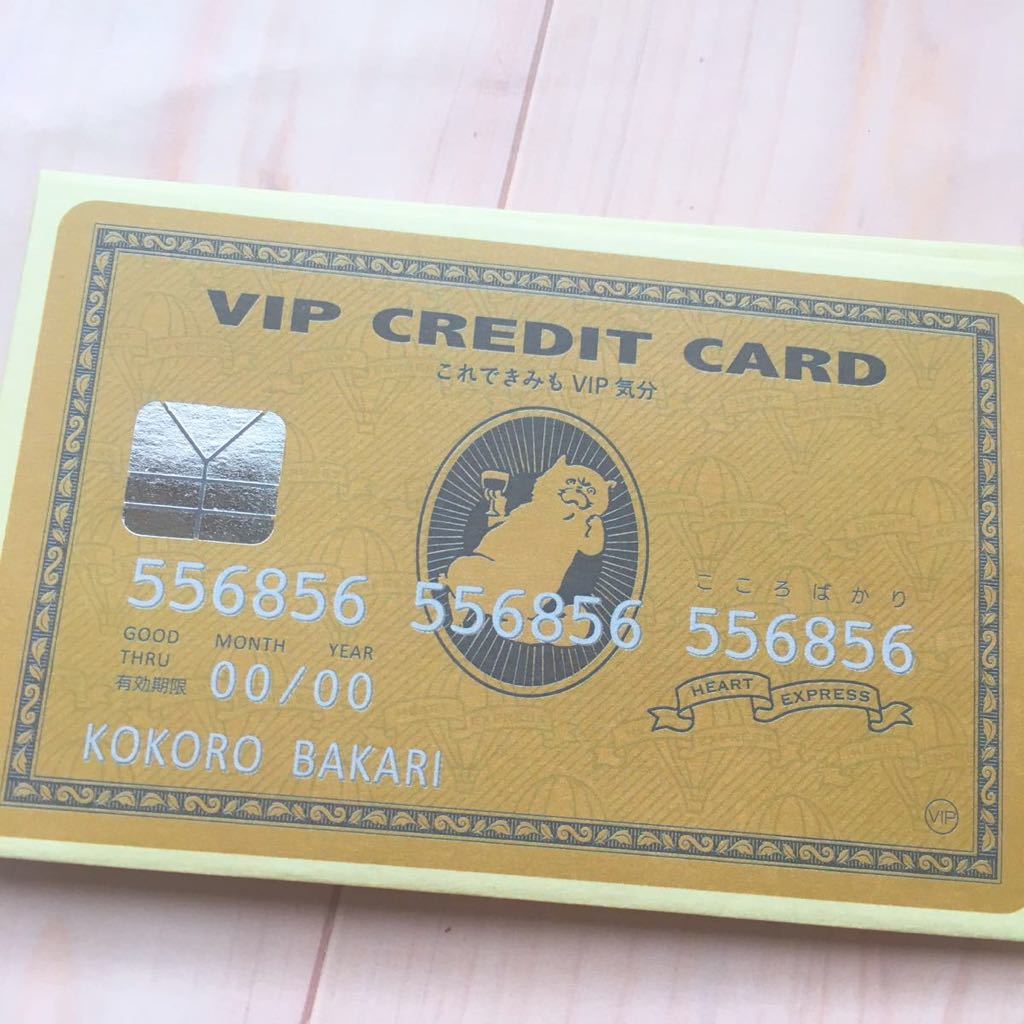 VIP CREDIT CARD
これできみも VIP 気分
こころばかり
556856 556856 556856
GOOD THRU MONTH YEAR
有効期限 00/00
HEART EXPRESS
KOKORO BAKARI
VIP